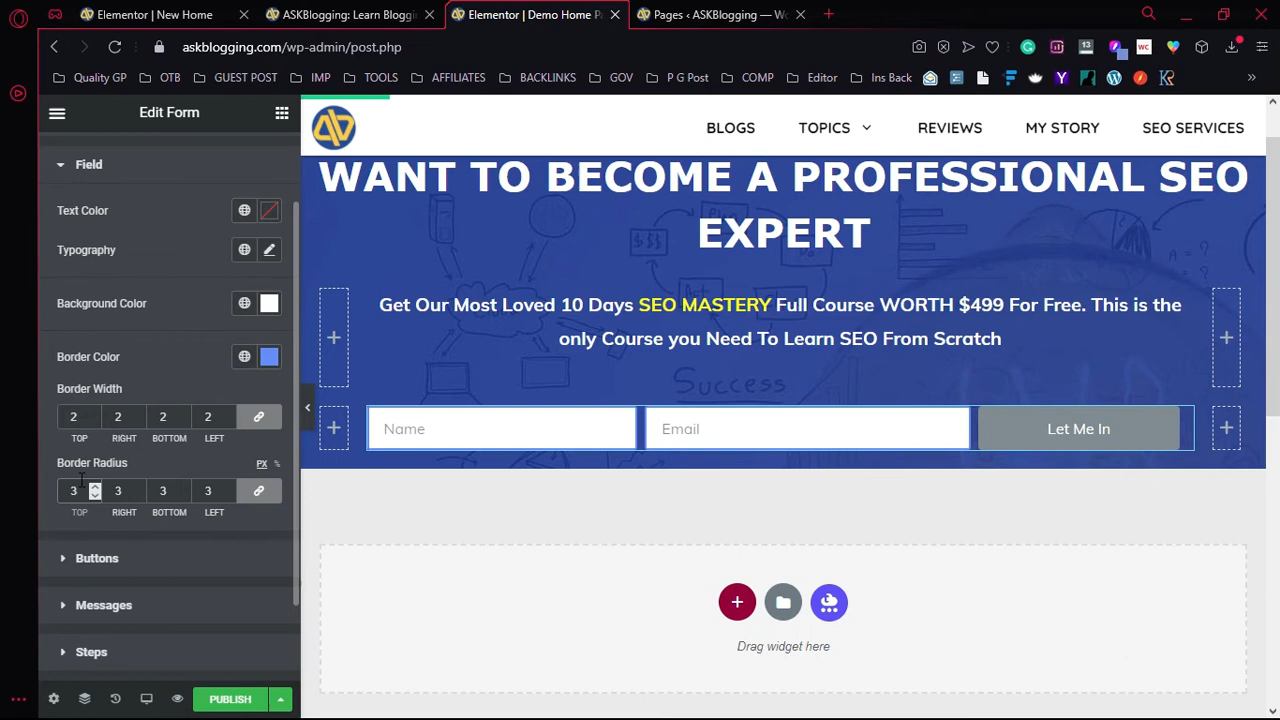 Elementor | New Home
ASKBlogging: Learn Bloggin
Elementor | Demo Home P
Pages ‹ ASKBlogging — Wo
askblogging.com/wp-admin/post.php
13
WC
Quality GP
OTB
GUEST POST
IMP
TOOLS
AFFILIATES
BACKLINKS
GOV
P G Post
COMP
Editor
Ins Back
Edit Form
BLOGS
TOPICS
REVIEWS
MY STORY
SEO SERVICES
Field
Text Color
Typography
Background Color
Border Color
Border Width
2 2 2 2
TOP RIGHT BOTTOM LEFT
Border Radius
PX %
3 3 3 3
TOP RIGHT BOTTOM LEFT
Buttons
Messages
Steps
PUBLISH
WANT TO BECOME A PROFESSIONAL SEO
EXPERT
Get Our Most Loved 10 Days SEO MASTERY Full Course WORTH $499 For Free. This is the
only Course you Need To Learn SEO From Scratch
Success
Name
Email
Let Me In
Drag widget here